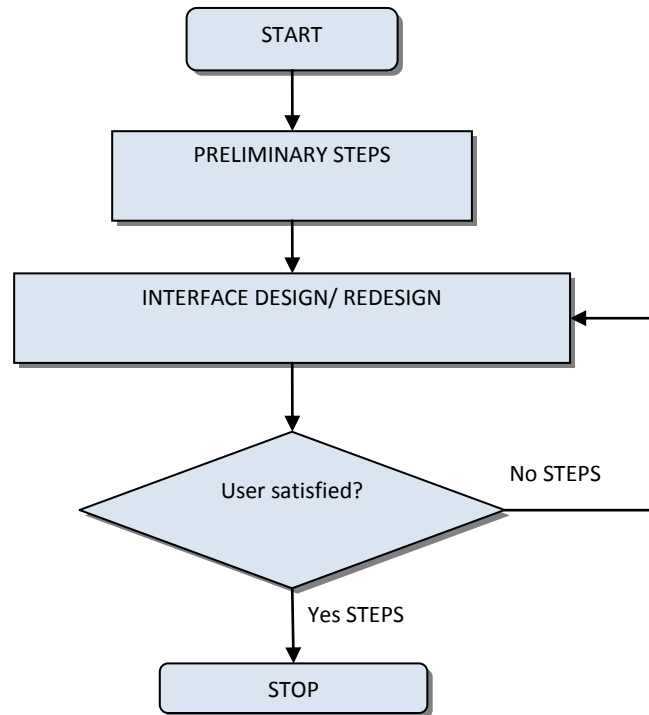 START
PRELIMINARY STEPS
INTERFACE DESIGN/ REDESIGN
User satisfied?
No STEPS
Yes STEPS
STOP